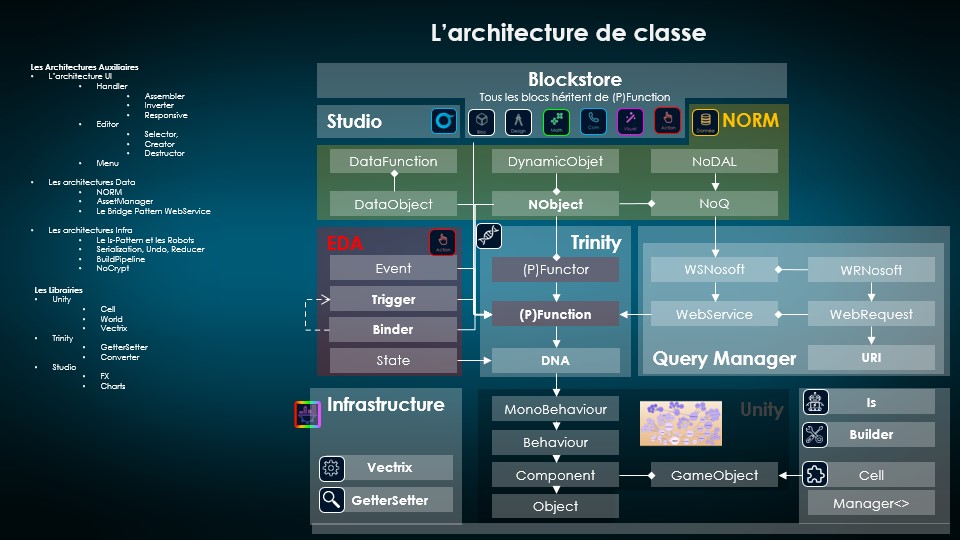 L'architecture de classe
Les Architectures Auxiliaires
• L'architecture UI
• Handler
• Assembler
• Inverter
• Responsive
• Editor
• Selector,
• Creator
• Destructor
• Menu
• Les architectures Data
• NORM
• AssetManager
• Le Bridge Pattern WebService
• Les architectures Infra
• Le Is-Pattern et les Robots
• Serialization, Undo, Reducer
• BuildPipeline
• NoCrypt
Les Librairies
• Unity
• Cell
• World
• Vectrix
• Trinity
• GetterSetter
• Converter
• Studio
• FX
• Charts
Blockstore
Tous les blocs héritent de (P)Function
Studio
Bloc
Design
Math
Com
Visuel
Action
Donnée
NORM
DataFunction
DynamicObjet
NoDAL
DataObject
NObject
NoQ
EDA
Action
Event
Trigger
Binder
State
Trinity
(P)Functor
(P)Function
DNA
WSNosoft
WRNosoft
WebService
WebRequest
Query Manager
URI
Infrastructure
Vectrix
GetterSetter
MonoBehaviour
Behaviour
Component
Object
Unity
GameObject
Is
Builder
Cell
Manager<>